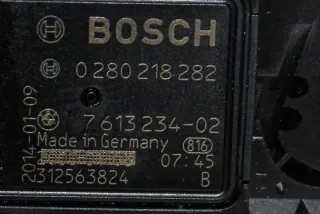 BOSCH
0 280 218 282
7 613 234-02
Made in Germany 816
07:45
312563824 B
2014-01-09